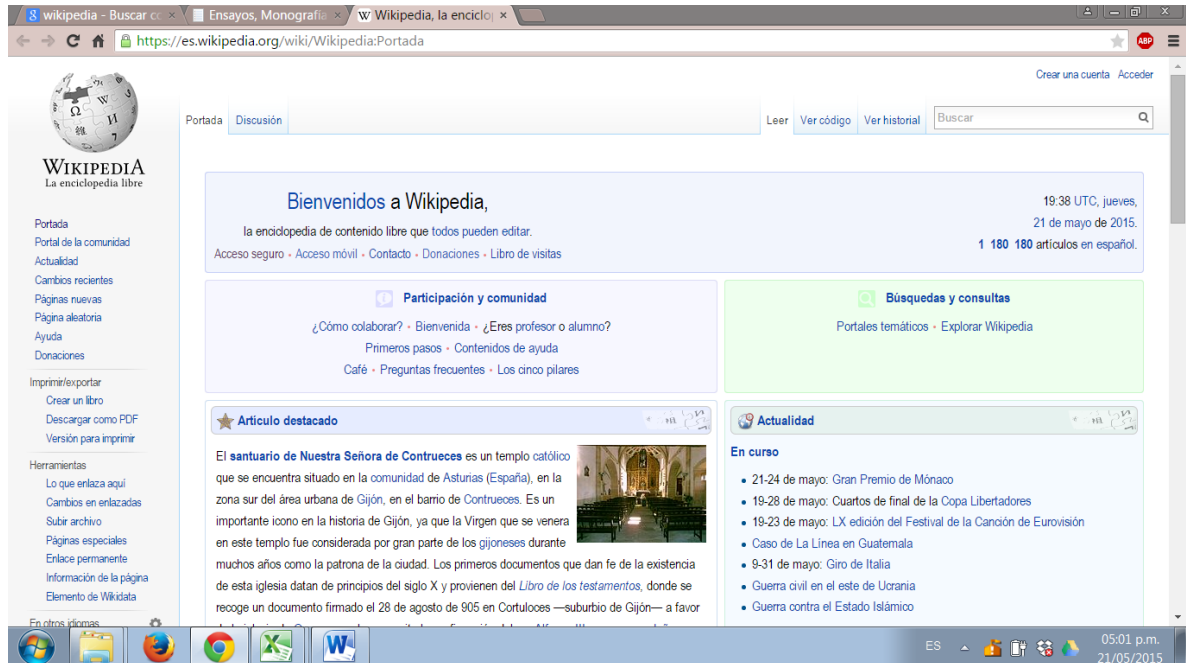 wikipedia - Buscar co
Ensayos, Monografía
Wikipedia, la enciclo
https://es.wikipedia.org/wiki/Wikipedia:Portada
ABP
Crear una cuenta Acceder
Portada Discusión Leer Ver código Ver historial Buscar
WIKIPEDIA
La enciclopedia libre
Portada
Portal de la comunidad
Actualidad
Cambios recientes
Páginas nuevas
Página aleatoria
Ayuda
Donaciones
Imprimir/exportar
Crear un libro
Descargar como PDF
Versión para imprimir
Herramientas
Lo que enlaza aquí
Cambios en enlazadas
Subir archivo
Páginas especiales
Enlace permanente
Información de la página
Elemento de Wikidata
En otros idiomas
Bienvenidos a Wikipedia,
la enciclopedia de contenido libre que todos pueden editar.
Acceso seguro • Acceso móvil • Contacto • Donaciones • Libro de visitas
19:38 UTC, jueves,
21 de mayo de 2015.
1 180 180 artículos en español.
Participación y comunidad
¿Cómo colaborar? • Bienvenida • ¿Eres profesor o alumno?
Primeros pasos • Contenidos de ayuda
Café • Preguntas frecuentes • Los cinco pilares
Búsquedas y consultas
Portales temáticos • Explorar Wikipedia
Artículo destacado
El santuario de Nuestra Señora de Contrueces es un templo católico
que se encuentra situado en la comunidad de Asturias (España), en la
zona sur del área urbana de Gijón, en el barrio de Contrueces. Es un
importante icono en la historia de Gijón, ya que la Virgen que se venera
en este templo fue considerada por gran parte de los gijoneses durante
muchos años como la patrona de la ciudad. Los primeros documentos que dan fe de la existencia
de esta iglesia datan de principios del siglo X y provienen del Libro de los testamentos, donde se
recoge un documento firmado el 28 de agosto de 905 en Cortuloces —suburbio de Gijón— a favor
Actualidad
En curso
• 21-24 de mayo: Gran Premio de Mónaco
• 19-28 de mayo: Cuartos de final de la Copa Libertadores
• 19-23 de mayo: LX edición del Festival de la Canción de Eurovisión
• Caso de La Línea en Guatemala
• 9-31 de mayo: Giro de Italia
• Guerra civil en el este de Ucrania
• Guerra contra el Estado Islámico
ES
05:01 p.m.
21/05/2015